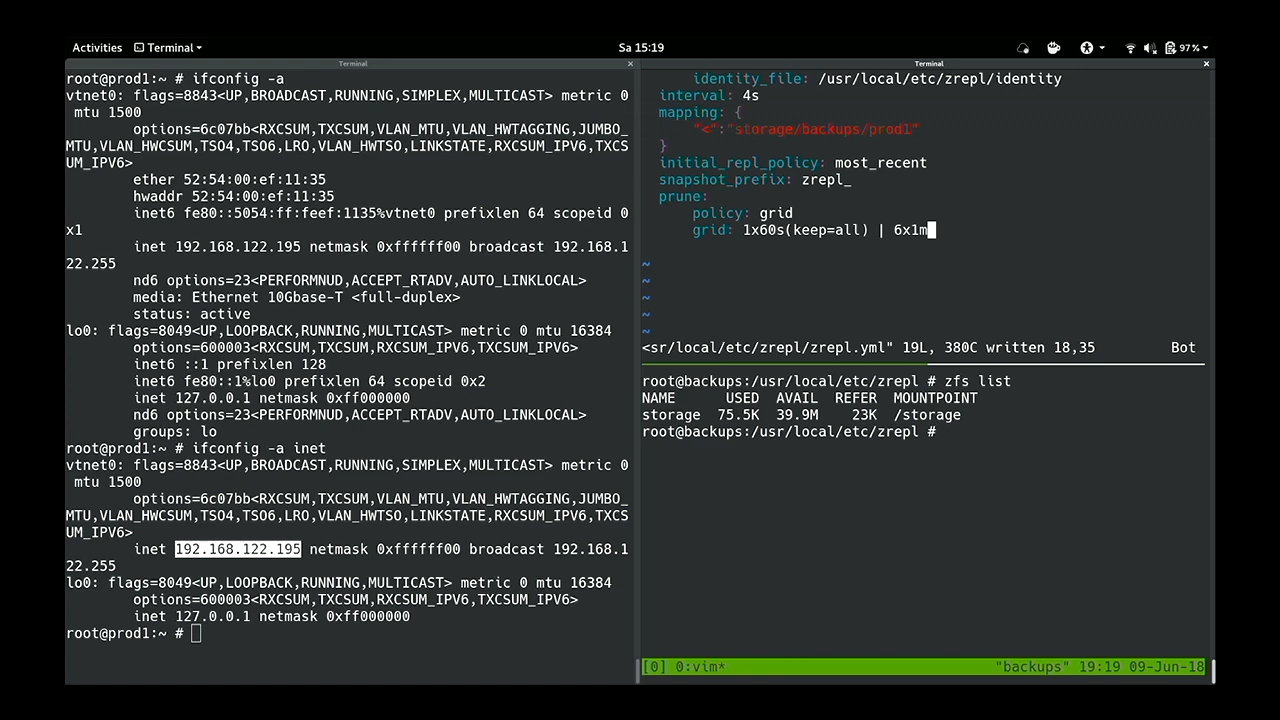 Activities Terminal Sa 15:19 97%
Terminal
root@prod1:~ # ifconfig -a
vtnet0: flags=8843<UP,BROADCAST,RUNNING,SIMPLEX,MULTICAST> metric 0
mtu 1500
options=6c07bb<RXCSUM,TXCSUM,VLAN_MTU,VLAN_HWTAGGING,JUMBO_
MTU,VLAN_HWCSUM,TSO4,TSO6,LRO,VLAN_HWTSO,LINKSTATE,RXCSUM_IPV6,TXCS
UM_IPV6>
ether 52:54:00:ef:11:35
hwaddr 52:54:00:ef:11:35
inet6 fe80::5054:ff:feef:1135%vtnet0 prefixlen 64 scopeid 0
x1
inet 192.168.122.195 netmask 0xffffff00 broadcast 192.168.1
22.255
nd6 options=23<PERFORMNUD,ACCEPT_RTADV,AUTO_LINKLOCAL>
media: Ethernet 10Gbase-T <full-duplex>
status: active
lo0: flags=8049<UP,LOOPBACK,RUNNING,MULTICAST> metric 0 mtu 16384
options=600003<RXCSUM,TXCSUM,RXCSUM_IPV6,TXCSUM_IPV6>
inet6 ::1 prefixlen 128
inet6 fe80::1%lo0 prefixlen 64 scopeid 0x2
inet 127.0.0.1 netmask 0xff000000
nd6 options=23<PERFORMNUD,ACCEPT_RTADV,AUTO_LINKLOCAL>
groups: lo
root@prod1:~ # ifconfig -a inet
vtnet0: flags=8843<UP,BROADCAST,RUNNING,SIMPLEX,MULTICAST> metric 0
mtu 1500
options=6c07bb<RXCSUM,TXCSUM,VLAN_MTU,VLAN_HWTAGGING,JUMBO_
MTU,VLAN_HWCSUM,TSO4,TSO6,LRO,VLAN_HWTSO,LINKSTATE,RXCSUM_IPV6,TXCS
UM_IPV6>
inet 192.168.122.195 netmask 0xffffff00 broadcast 192.168.1
22.255
lo0: flags=8049<UP,LOOPBACK,RUNNING,MULTICAST> metric 0 mtu 16384
options=600003<RXCSUM,TXCSUM,RXCSUM_IPV6,TXCSUM_IPV6>
inet 127.0.0.1 netmask 0xff000000
root@prod1:~ #
Terminal
identity_file: /usr/local/etc/zrepl/identity
interval: 4s
mapping: {
"<":"storage/backups/prod1"
}
initial_repl_policy: most_recent
snapshot_prefix: zrepl_
prune:
policy: grid
grid: 1x60s(keep=all) | 6x1m
~
~
~
~
~
<sr/local/etc/zrepl/zrepl.yml" 19L, 380C written 18,35 Bot
root@backups:/usr/local/etc/zrepl # zfs list
NAME USED AVAIL REFER MOUNTPOINT
storage 75.5K 39.9M 23K /storage
root@backups:/usr/local/etc/zrepl #
[0] 0:vim* "backups" 19:19 09-Jun-18